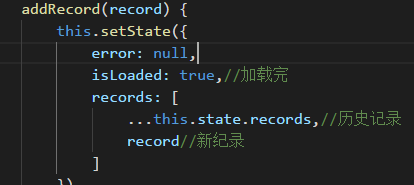 addRecord(record) {
this.setState({
error: null,
isLoaded: true,//加载完
records: [
...this.state.records,//历史记录
record//新纪录
]
})